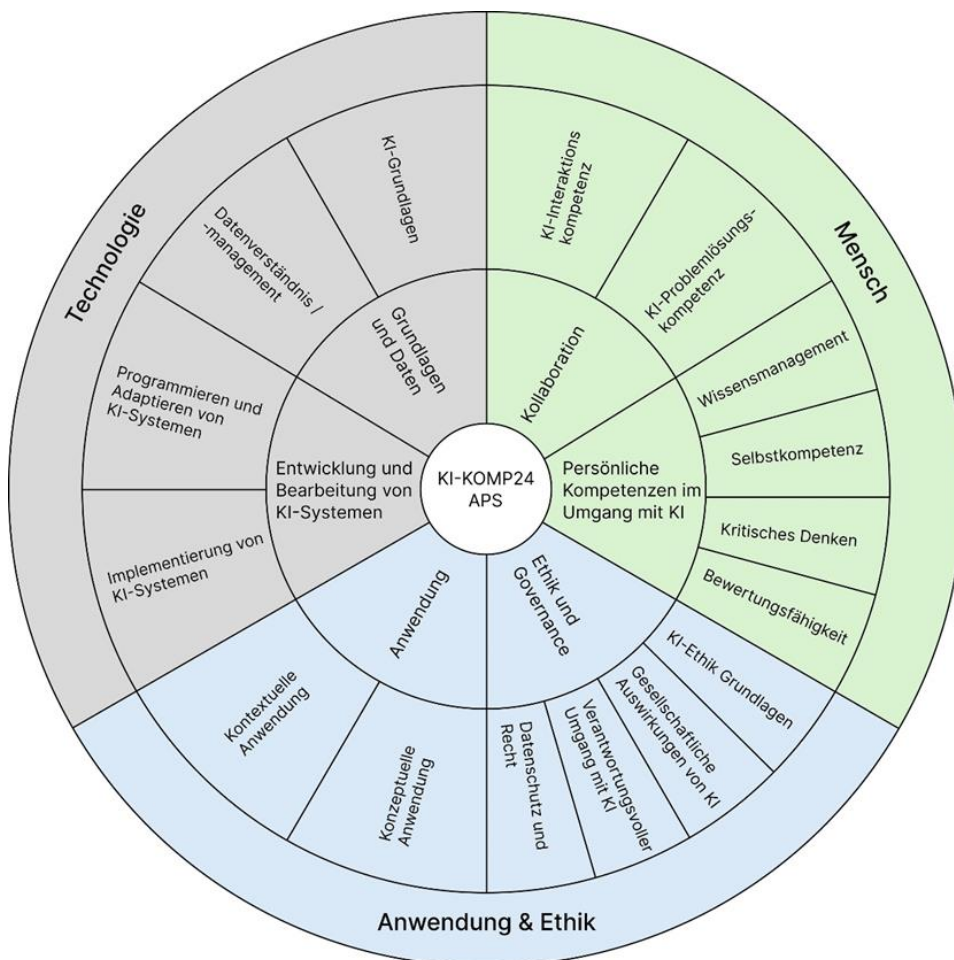 Technologie
KI-Grundlagen
Datenverständnis /
-management
Programmieren und
Adaptieren von
KI-Systemen
Implementierung von
KI-Systemen
Grundlagen
und Daten
Entwicklung und
Bearbeitung von
KI-Systemen
KI-KOMP24
APS
Mensch
KI-Interaktions
kompetenz
KI-Problemlösungs-
kompetenz
Wissensmanagement
Selbstkompetenz
Kritisches Denken
Bewertungsfähigkeit
Kollaboration
Persönliche
Kompetenzen im
Umgang mit KI
Anwendung
Ethik und
Governance
Kontextuelle
Anwendung
Konzeptuelle
Anwendung
Datenschutz und
Recht
Verantwortungsvoller
Umgang mit KI
Gesellschaftliche
Auswirkungen von KI
KI-Ethik Grundlagen
Anwendung & Ethik